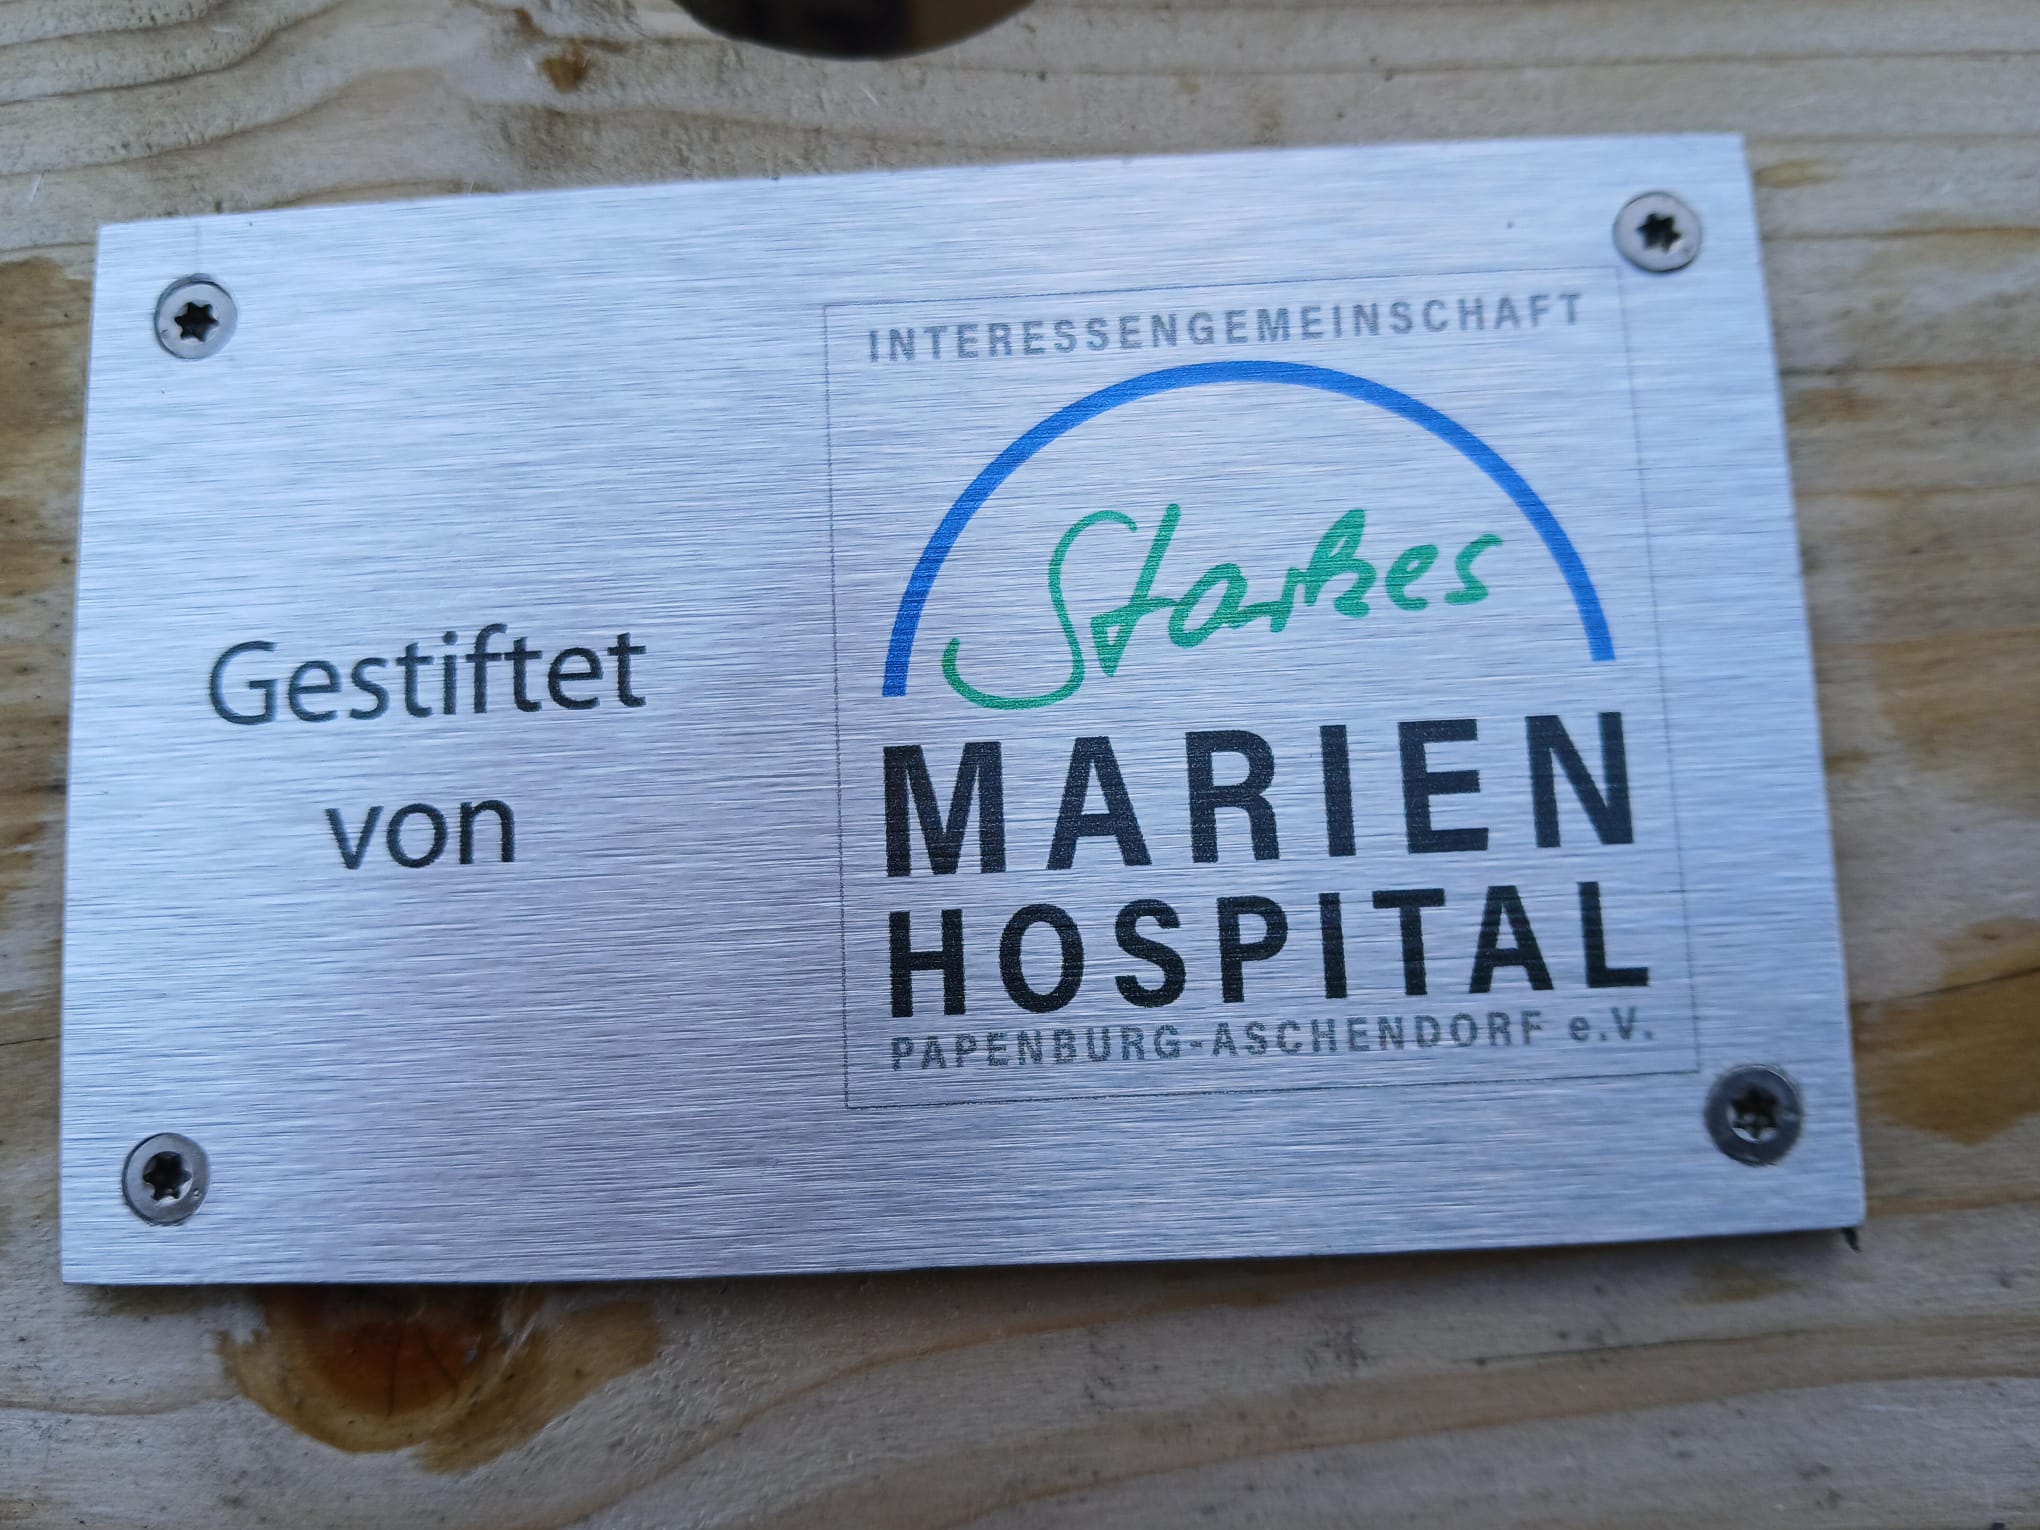 Gestiftet
von
INTERESSENGEMEINSCHAFT
Starkes
MARIEN
HOSPITAL
PAPENBURG-ASCHENDORF e.V.